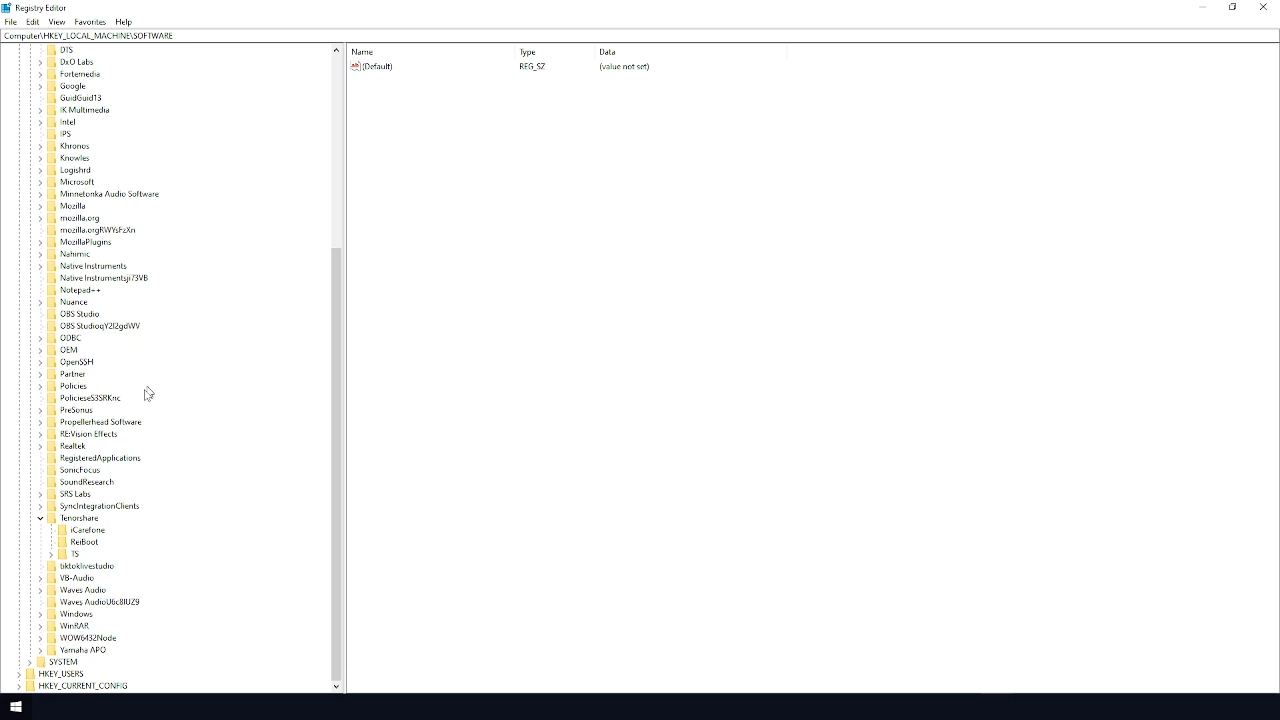 Registry Editor
File Edit View Favorites Help
Computer\HKEY_LOCAL_MACHINE\SOFTWARE
Name Type Data
(Default) REG_SZ (value not set)
DTS
DxO Labs
Fortemedia
Google
GuidGuid13
IK Multimedia
Intel
IPS
Khronos
Knowles
Logishrd
Microsoft
Minnetonka Audio Software
Mozilla
mozilla.org
mozilla.orgRWYsFzXn
MozillaPlugins
Nahimic
Native Instruments
Native Instrumentsji73VB
Notepad++
Nuance
OBS Studio
OBS StudioqY2I2gdWV
ODBC
OEM
OpenSSH
Partner
Policies
PolicieseS3SRKnc
PreSonus
Propellerhead Software
RE:Vision Effects
Realtek
RegisteredApplications
SonicFocus
SoundResearch
SRS Labs
SyncIntegrationClients
Tenorshare
iCarefone
ReiBoot
TS
tiktoklivestudio
VB-Audio
Waves Audio
Waves AudioU6c8IUZ9
Windows
WinRAR
WOW6432Node
Yamaha APO
SYSTEM
HKEY_USERS
HKEY_CURRENT_CONFIG